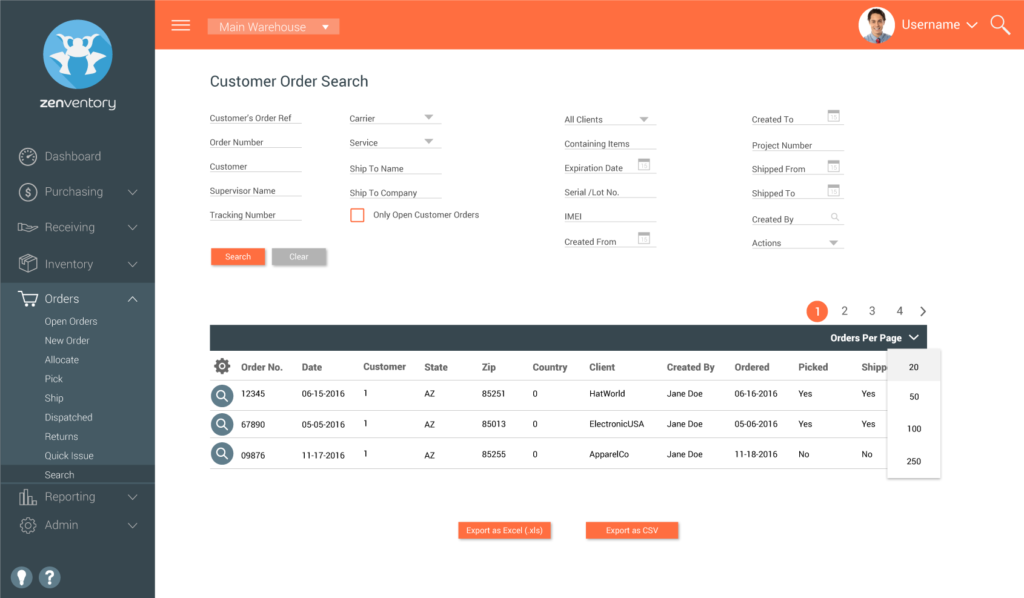 zenventory
Dashboard
Purchasing
Receiving
Inventory
Orders
Open Orders
New Order
Allocate
Pick
Ship
Dispatched
Returns
Quick Issue
Search
Reporting
Admin
?
Main Warehouse
Username
Customer Order Search
Customer's Order Ref
Order Number
Customer
Supervisor Name
Tracking Number
Carrier
Service
Ship To Name
Ship To Company
Only Open Customer Orders
All Clients
Containing Items
Expiration Date
Serial /Lot No.
IMEI
Created From
Created To
Project Number
Shipped From
Shipped To
Created By
Actions
Search Clear
1 2 3 4
Orders Per Page
Order No. Date Customer State Zip Country Client Created By Ordered Picked Shipp
12345 06-15-2016 1 AZ 85251 0 HatWorld Jane Doe 06-16-2016 Yes Yes
67890 05-05-2016 1 AZ 85013 0 ElectronicUSA Jane Doe 05-06-2016 Yes Yes
09876 11-17-2016 1 AZ 85255 0 ApparelCo Jane Doe 11-18-2016 No No
20
50
100
250
Export as Excel (.xls) Export as CSV